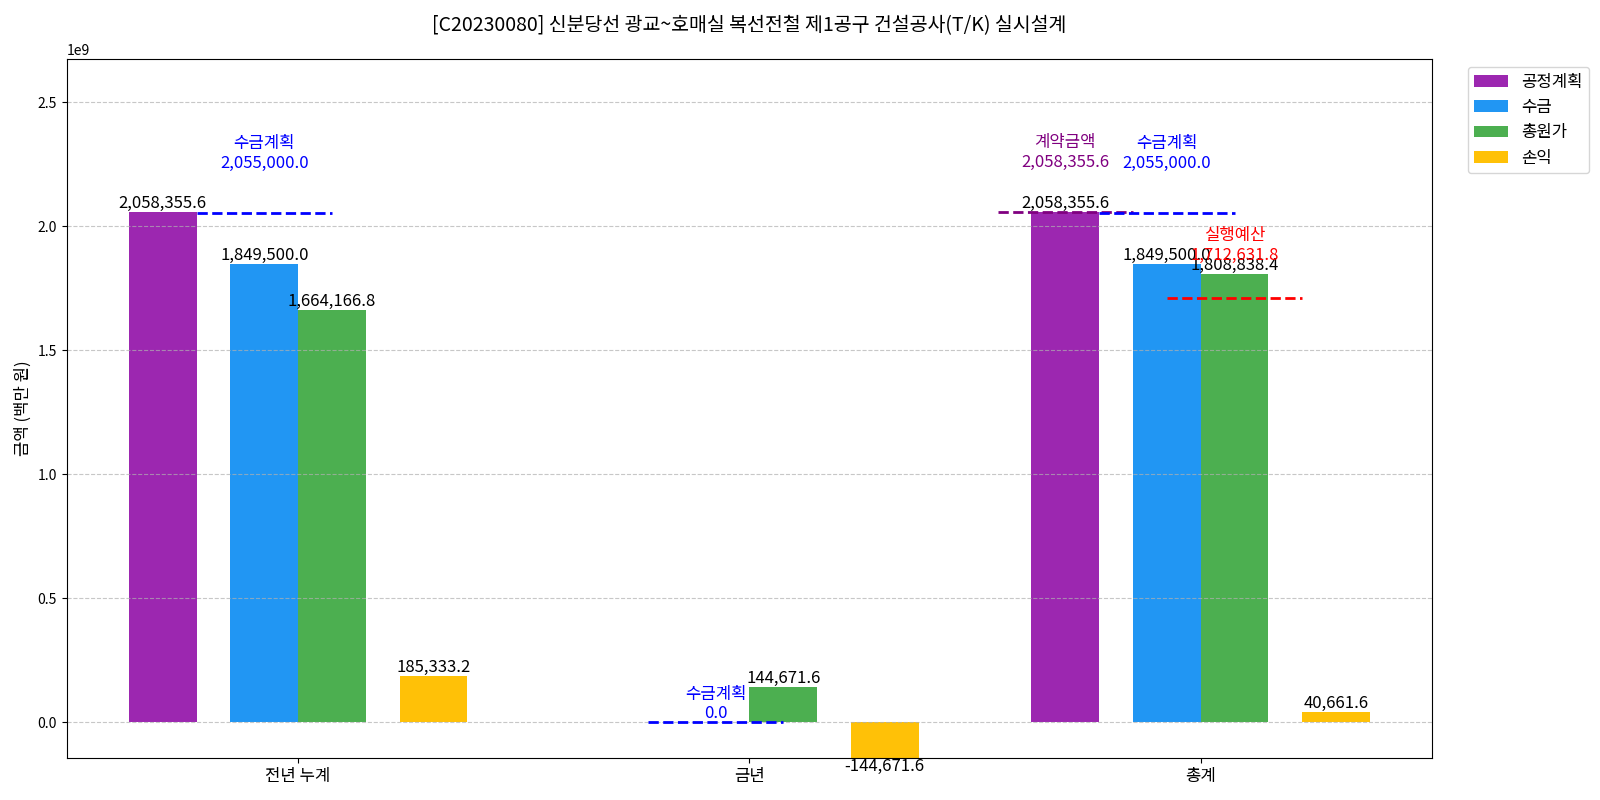 [C20230080] 신분당선 광교~호매실 복선전철 제1공구 건설공사(T/K) 실시설계
1e9
금액 (백만 원)
2.5
2.0
1.5
1.0
0.5
0.0
수금계획
2,055,000.0
2,058,355.6
1,849,500.0
1,664,166.8
185,333.2
수금계획
0.0
144,671.6
-144,671.6
계약금액
2,058,355.6
수금계획
2,055,000.0
2,058,355.6
실행예산
1,712,631.8
1,849,500.0
1,808,838.4
40,661.6
전년 누계
금년
총계
공정계획
수금
총원가
손익